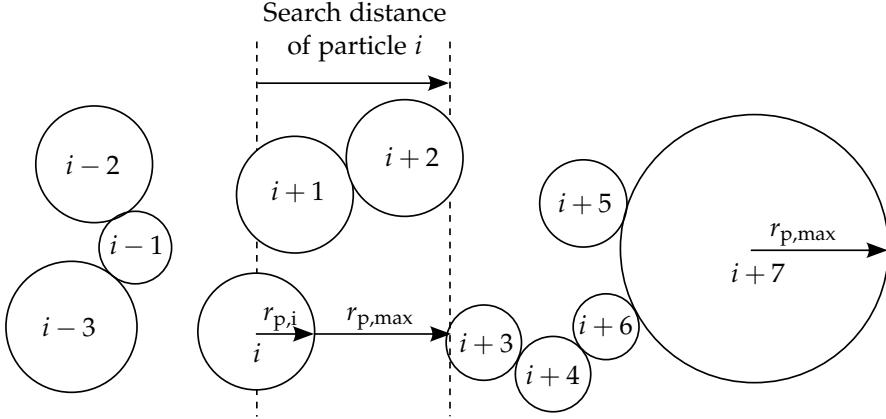 Search distance
of particle i
i − 2
i + 2
i + 1
i + 5
i − 1
r_p,max
i + 7
i − 3
r_p,i
r_p,max
i
i + 3
i + 6
i + 4